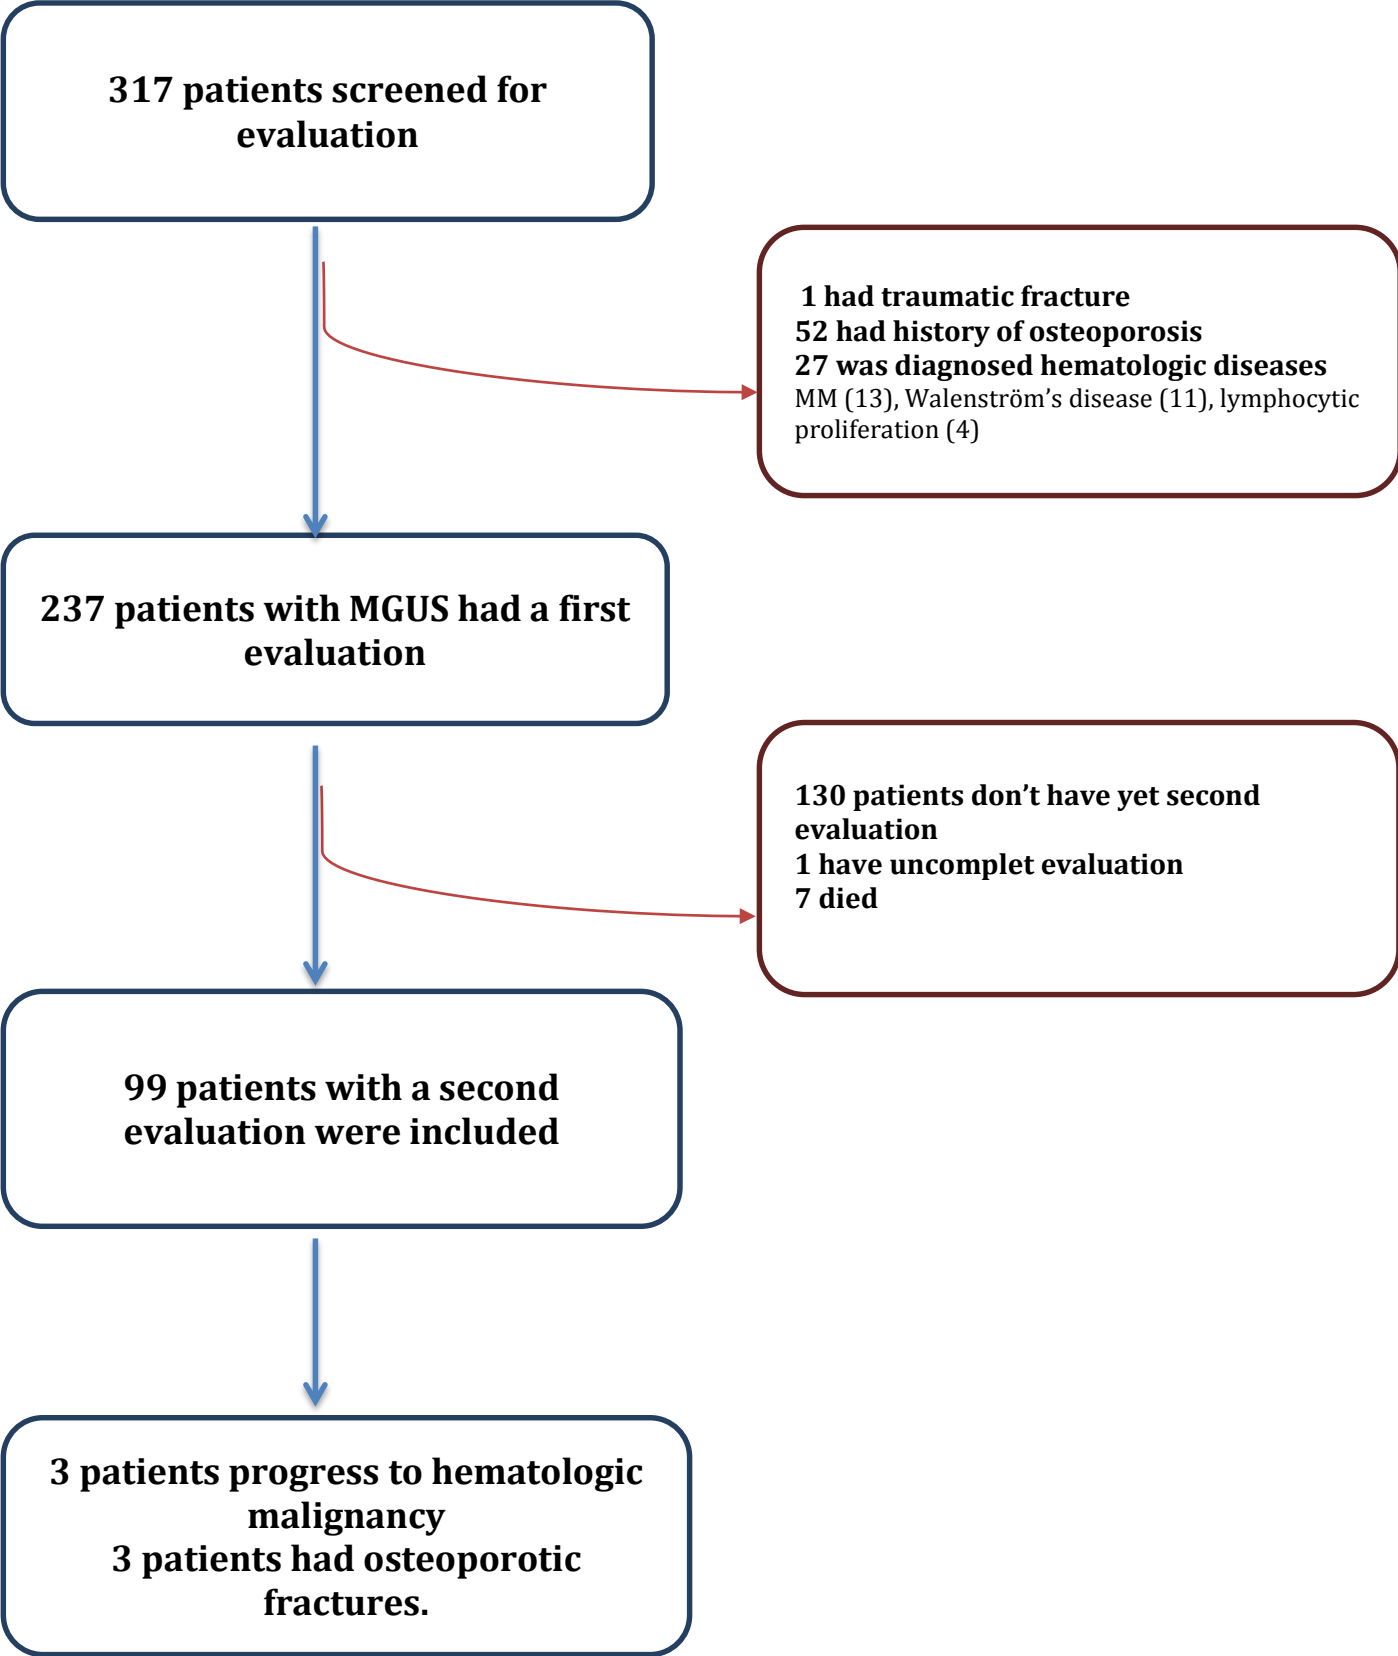 317 patients screened for
evaluation
1 had traumatic fracture
52 had history of osteoporosis
27 was diagnosed hematologic diseases
MM (13), Walenström’s disease (11), lymphocytic
proliferation (4)
237 patients with MGUS had a first
evaluation
130 patients don’t have yet second
evaluation
1 have uncomplet evaluation
7 died
99 patients with a second
evaluation were included
3 patients progress to hematologic
malignancy
3 patients had osteoporotic
fractures.